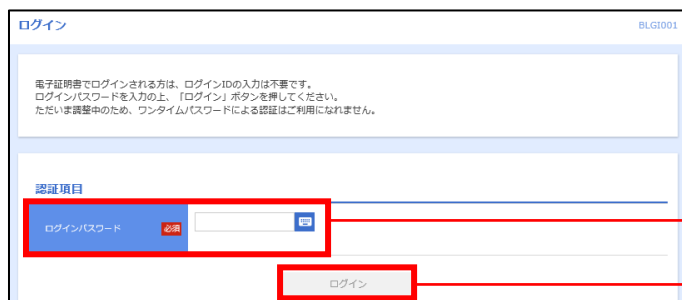 ログイン
BLGI001
電子証明書でログインされる方は、ログインIDの入力は不要です。
ログインパスワードを入力の上、「ログイン」ボタンを押してください。
ただいま調整中のため、ワンタイムパスワードによる認証はご利用になれません。
認証項目
ログインパスワード 必須
ログイン